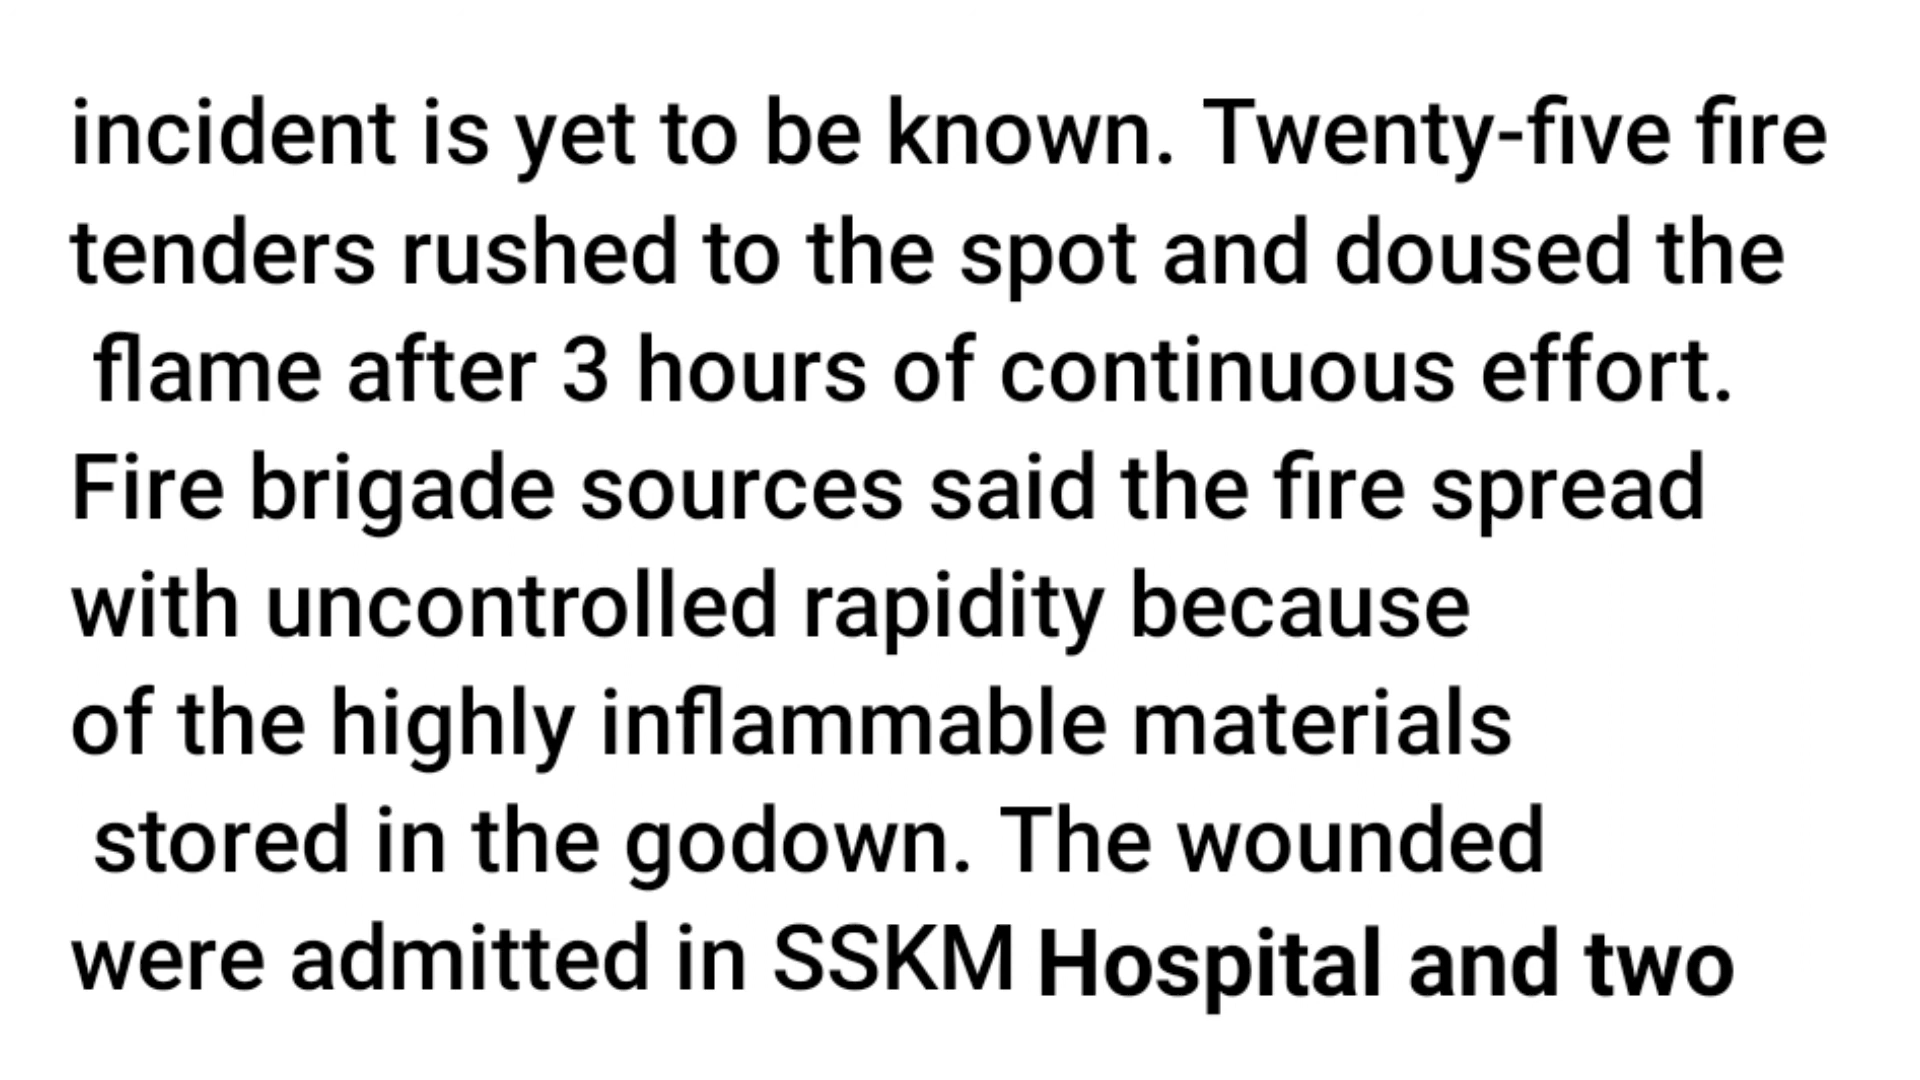 incident is yet to be known. Twenty-five fire
tenders rushed to the spot and doused the
flame after 3 hours of continuous effort.
Fire brigade sources said the fire spread
with uncontrolled rapidity because
of the highly inflammable materials
stored in the godown. The wounded
were admitted in SSKM Hospital and two